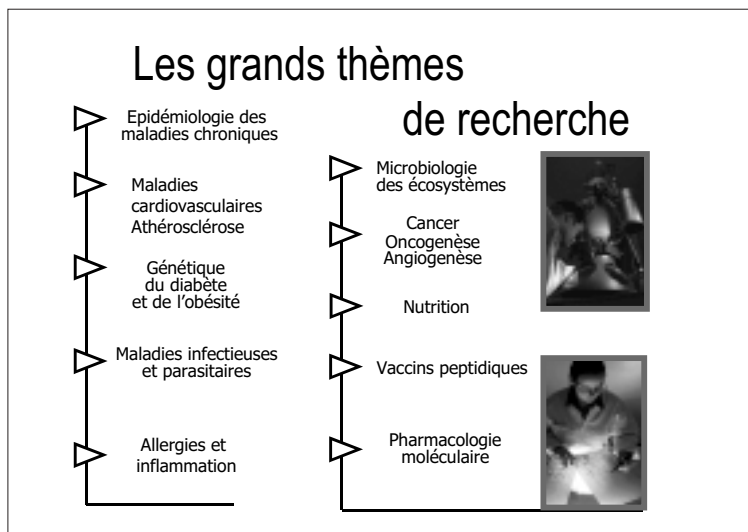 Les grands thèmes
de recherche
Epidémiologie des
maladies chroniques
Maladies
cardiovasculaires
Athérosclérose
Génétique
du diabète
et de l'obésité
Maladies infectieuses
et parasitaires
Allergies et
inflammation
Microbiologie
des écosystèmes
Cancer
Oncogenèse
Angiogenèse
Nutrition
Vaccins peptidiques
Pharmacologie
moléculaire